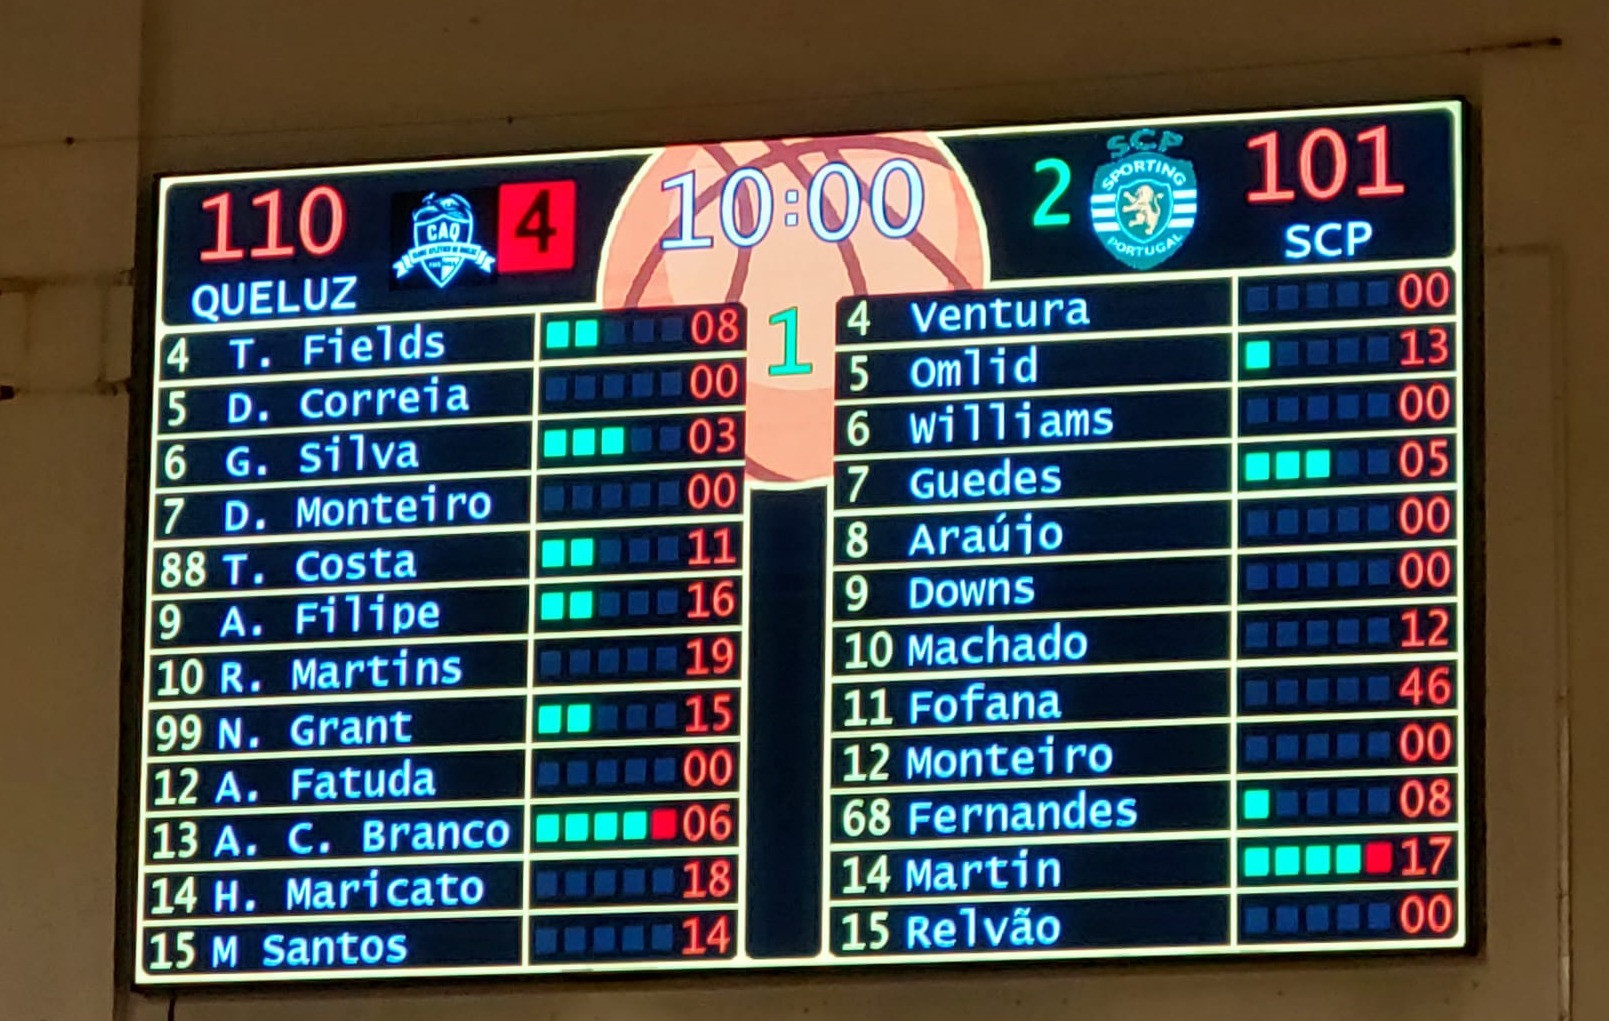 110 CAQ 4 10:00 2 SCP SPORTING PORTUGAL 101
QUELUZ SCP
1
4 T. Fields 08
5 D. Correia 00
6 G. Silva 03
7 D. Monteiro 00
88 T. Costa 11
9 A. Filipe 16
10 R. Martins 19
99 N. Grant 15
12 A. Fatuda 00
13 A. C. Branco 06
14 H. Maricato 18
15 M Santos 14
4 Ventura 00
5 Omlid 13
6 Williams 00
7 Guedes 05
8 Araújo 00
9 Downs 00
10 Machado 12
11 Fofana 46
12 Monteiro 00
68 Fernandes 08
14 Martin 17
15 Relvão 00